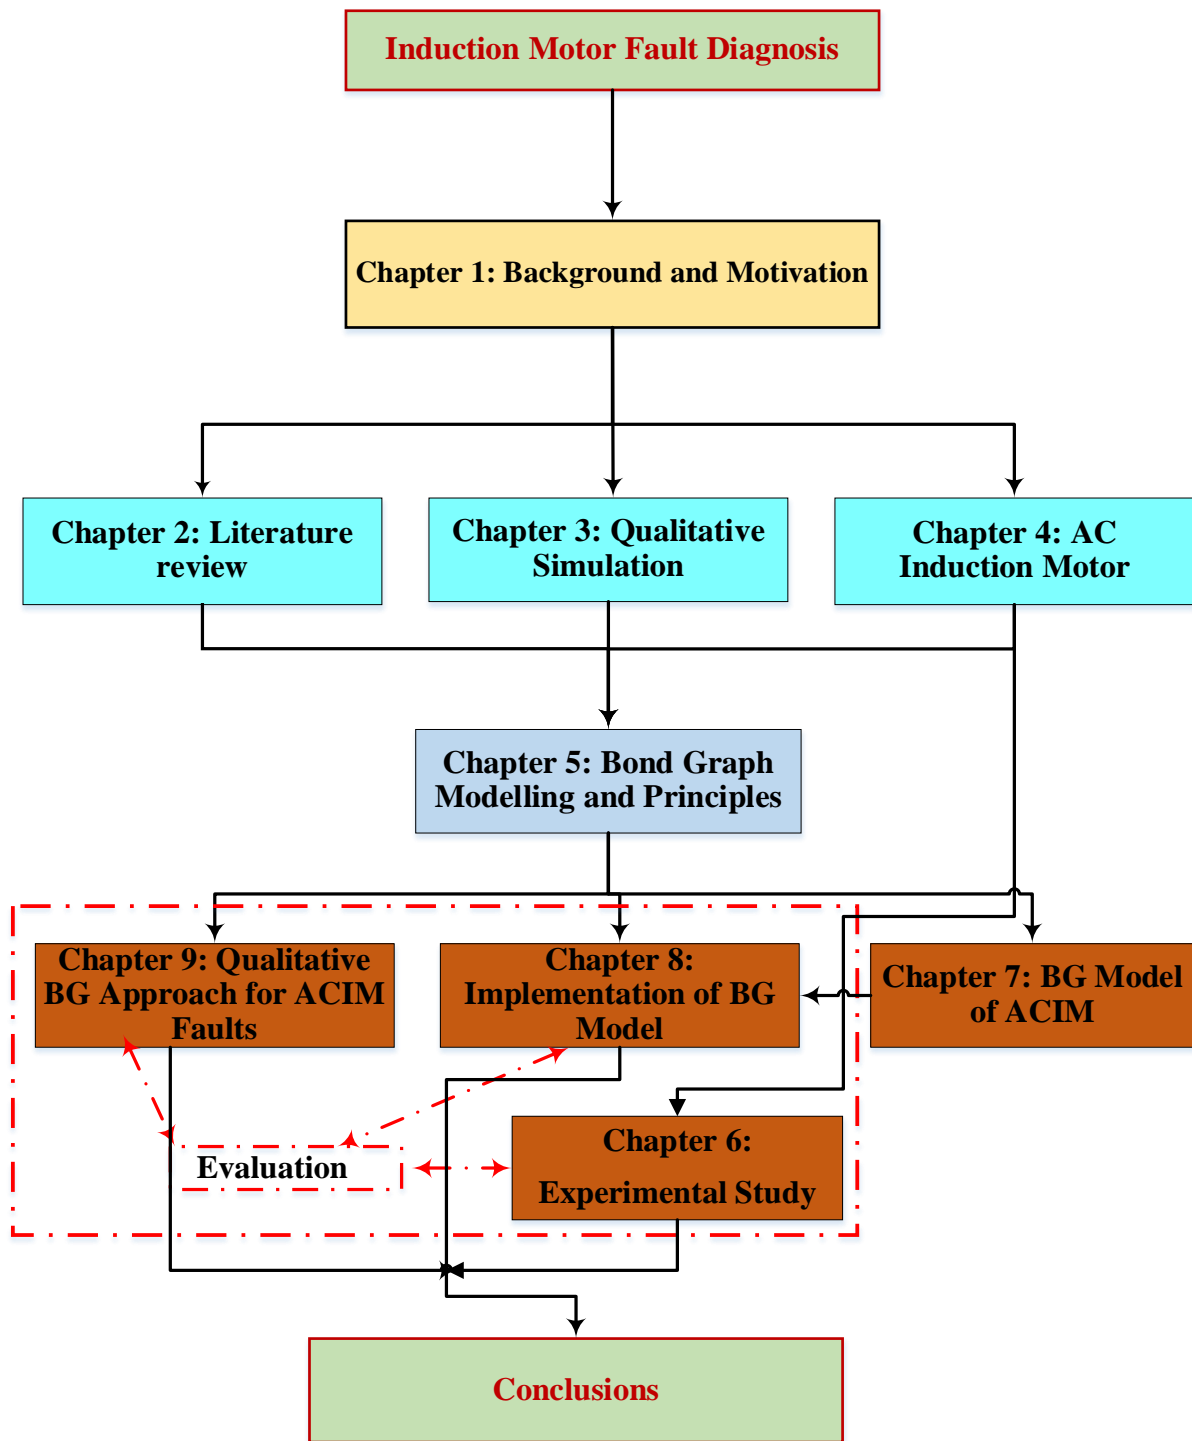 Induction Motor Fault Diagnosis
Chapter 1: Background and Motivation
Chapter 2: Literature
review
Chapter 3: Qualitative
Simulation
Chapter 4: AC
Induction Motor
Chapter 5: Bond Graph
Modelling and Principles
Chapter 9: Qualitative
BG Approach for ACIM
Faults
Chapter 8:
Implementation of BG
Model
Chapter 7: BG Model
of ACIM
Evaluation
Chapter 6:
Experimental Study
Conclusions